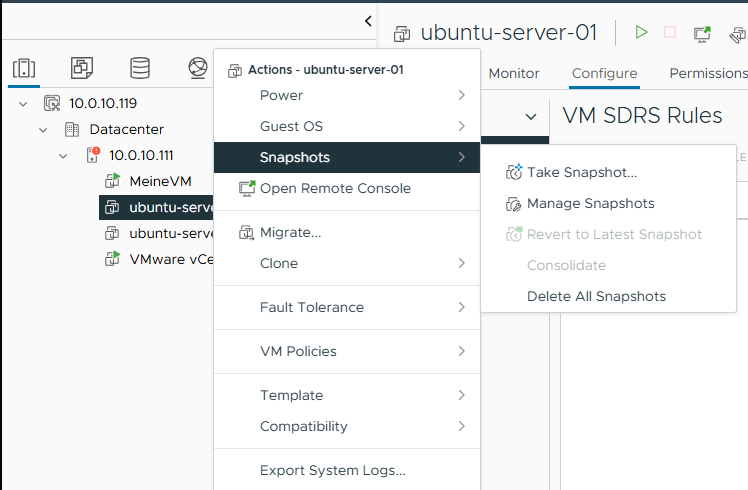 ubuntu-server-01
Monitor
Configure
Permissions
VM SDRS Rules
10.0.10.119
Datacenter
10.0.10.111
MeineVM
ubuntu-serve
ubuntu-serve
VMware vCe
Actions - ubuntu-server-01
Power
Guest OS
Snapshots
Open Remote Console
Migrate...
Clone
Fault Tolerance
VM Policies
Template
Compatibility
Export System Logs...
Take Snapshot...
Manage Snapshots
Revert to Latest Snapshot
Consolidate
Delete All Snapshots